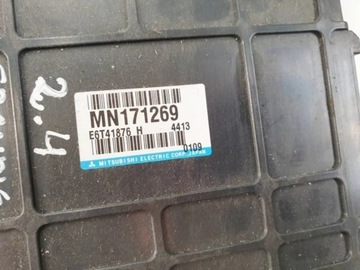 2.4
MN171269
E6T41876 H 4413
0109
MITSUBISHI ELECTRIC CORP. JAPAN